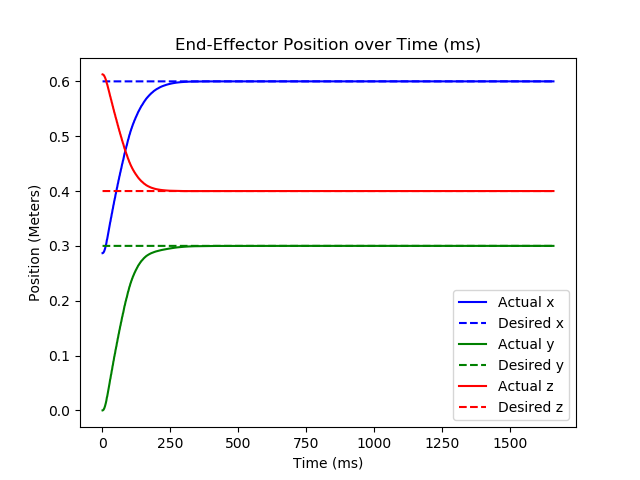 End-Effector Position over Time (ms)
Position (Meters)
0.6
0.5
0.4
0.3
0.2
0.1
0.0
0 250 500 750 1000 1250 1500
Time (ms)
Actual x
Desired x
Actual y
Desired y
Actual z
Desired z